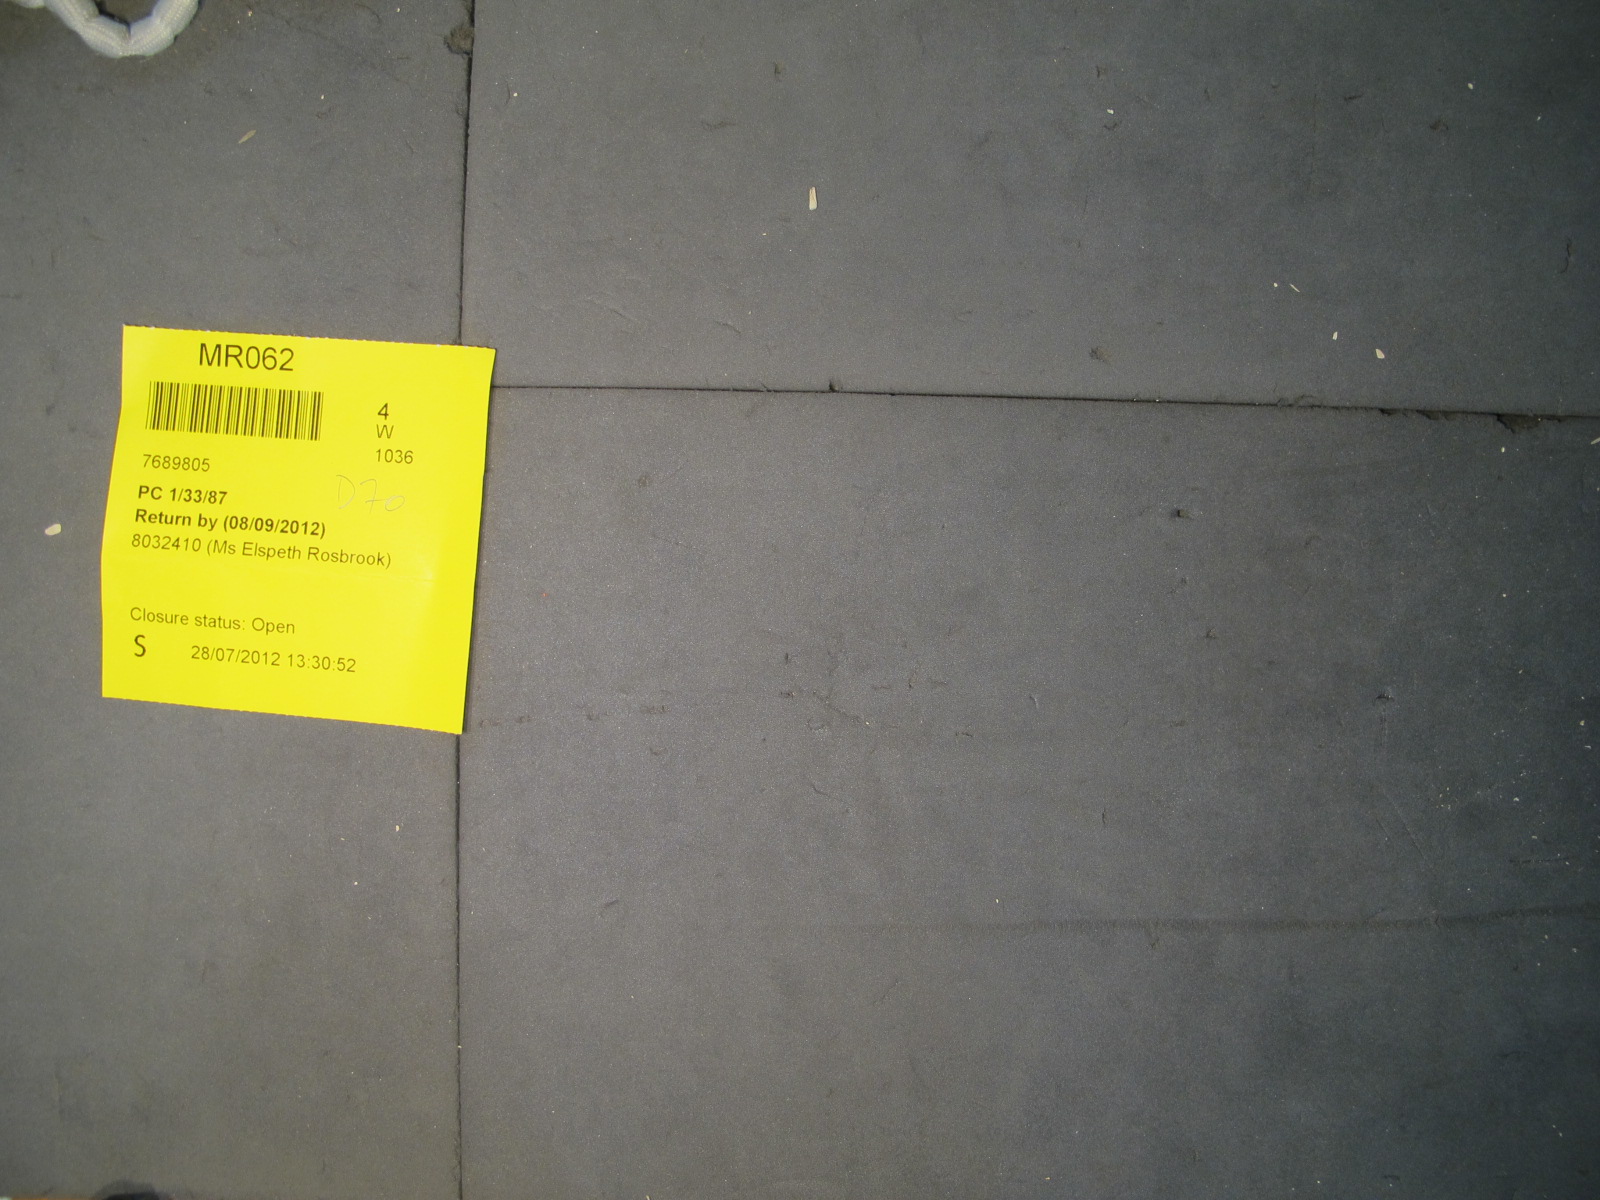 MR062
4
W
1036
7689805
D70
PC 1/33/87
Return by (08/09/2012)
8032410 (Ms Elspeth Rosbrook)
Closure status: Open
S 28/07/2012 13:30:52